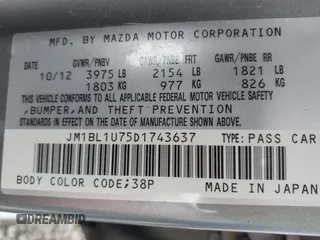 MFD. BY MAZDA MOTOR CORPORATION
GVWR/PNBV GAWR/PNBE FRT GAWR/PNBE RR
10/12 3975 LB 2154 LB 1821 LB
1803 KG 977 KG 826 KG
THIS VEHICLE CONFORMS TO ALL APPLICABLE
FEDERAL MOTOR VEHICLE SAFETY
,BUMPER,AND THEFT PREVENTION
STANDARDS IN EFFECT ON THE
DATE OF MANUFACTURE SHOWN ABOVE.
JM1BL1U75D1743637 TYPE: PASS CAR
BODY COLOR CODE;38P MADE IN JAPAN
DREAMBID